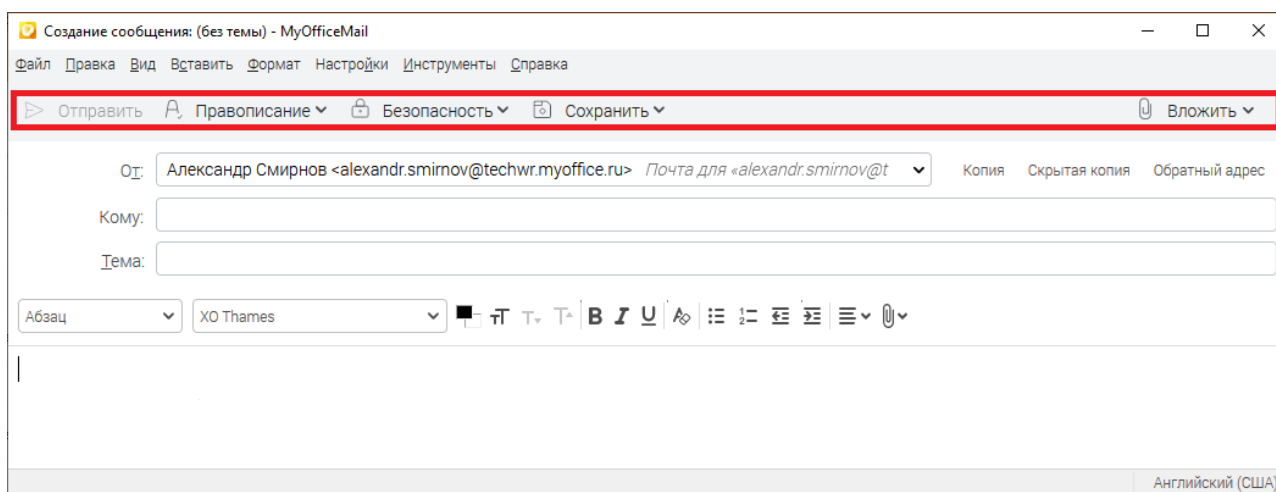 Создание сообщения: (без темы) - MyOfficeMail
Файл Правка Вид Вставить Формат Настройки Инструменты Справка
Отправить Правописание Безопасность Сохранить Вложить
От: Александр Смирнов <alexandr.smirnov@techwr.myoffice.ru> Почта для «alexandr.smirnov@t Копия Скрытая копия Обратный адрес
Кому:
Тема:
Абзац XO Thames
Английский (США)